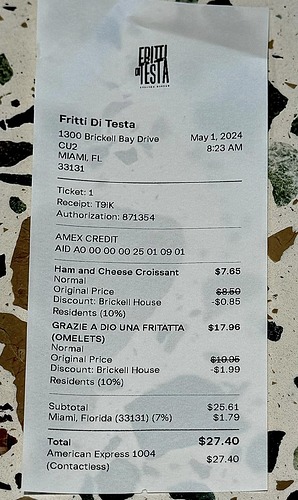 FRITTI
DI TESTA
Fritti Di Testa
1300 Brickell Bay Drive May 1, 2024
CU2 8:23 AM
MIAMI, FL
33131
Ticket: 1
Receipt: T9IK
Authorization: 871354
AMEX CREDIT
AID A0 00 00 00 25 01 09 01
Ham and Cheese Croissant $7.65
Normal
Original Price $8.50
Discount: Brickell House -$0.85
Residents (10%)
GRAZIE A DIO UNA FRITATTA $17.96
(OMELETS)
Normal
Original Price $19.95
Discount: Brickell House -$1.99
Residents (10%)
Subtotal $25.61
Miami, Florida (33131) (7%) $1.79
Total $27.40
American Express 1004 $27.40
(Contactless)